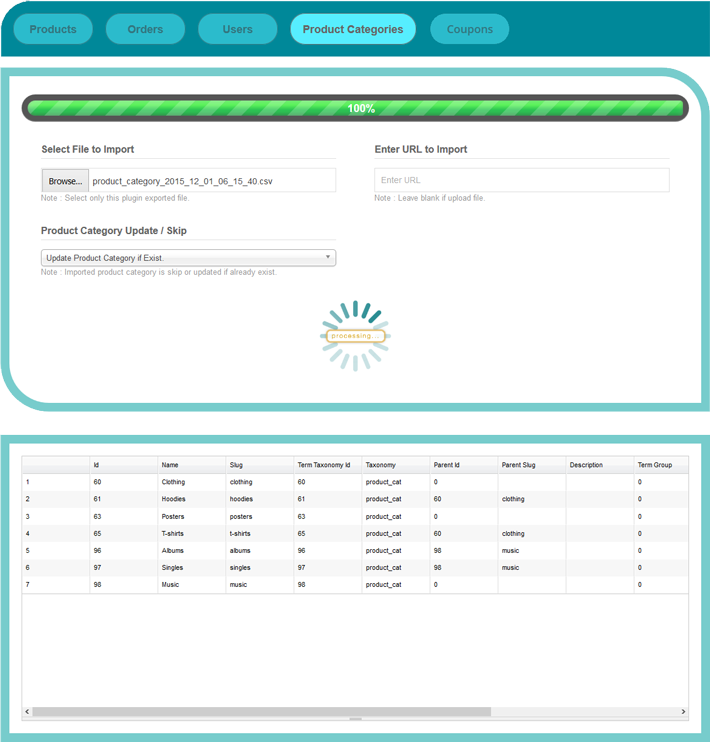 Products Orders Users Product Categories Coupons
100%
Select File to Import Enter URL to Import
Browse... product_category_2015_12_01_06_15_40.csv Enter URL
Note : Select only this plugin exported file. Note : Leave blank if upload file.
Product Category Update / Skip
Update Product Category if Exist.
Note : Imported product category is skip or updated if already exist.
processing...
Id Name Slug Term Taxonomy Id Taxonomy Parent Id Parent Slug Description Term Group
1 60 Clothing clothing 60 product_cat 0 0
2 61 Hoodies hoodies 61 product_cat 60 clothing 0
3 63 Posters posters 63 product_cat 0 0
4 65 T-shirts t-shirts 65 product_cat 60 clothing 0
5 96 Albums albums 96 product_cat 98 music 0
6 97 Singles singles 97 product_cat 98 music 0
7 98 Music music 98 product_cat 0 0